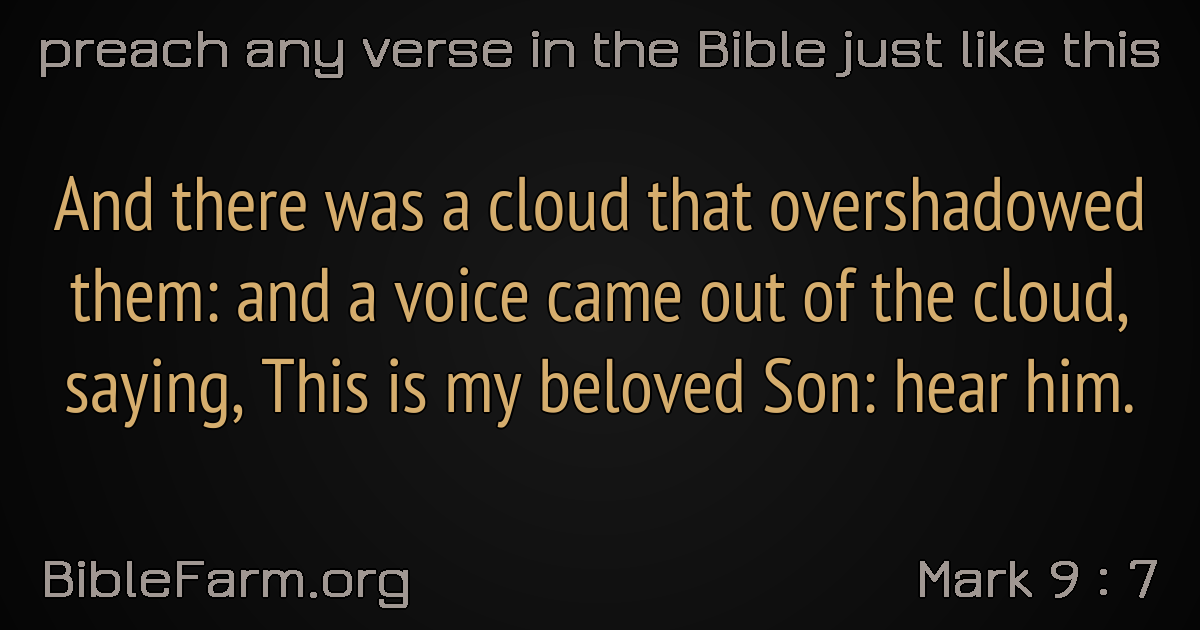 preach any verse in the Bible just like this
And there was a cloud that overshadowed
them: and a voice came out of the cloud,
saying, This is my beloved Son: hear him.
BibleFarm.org
Mark 9 : 7